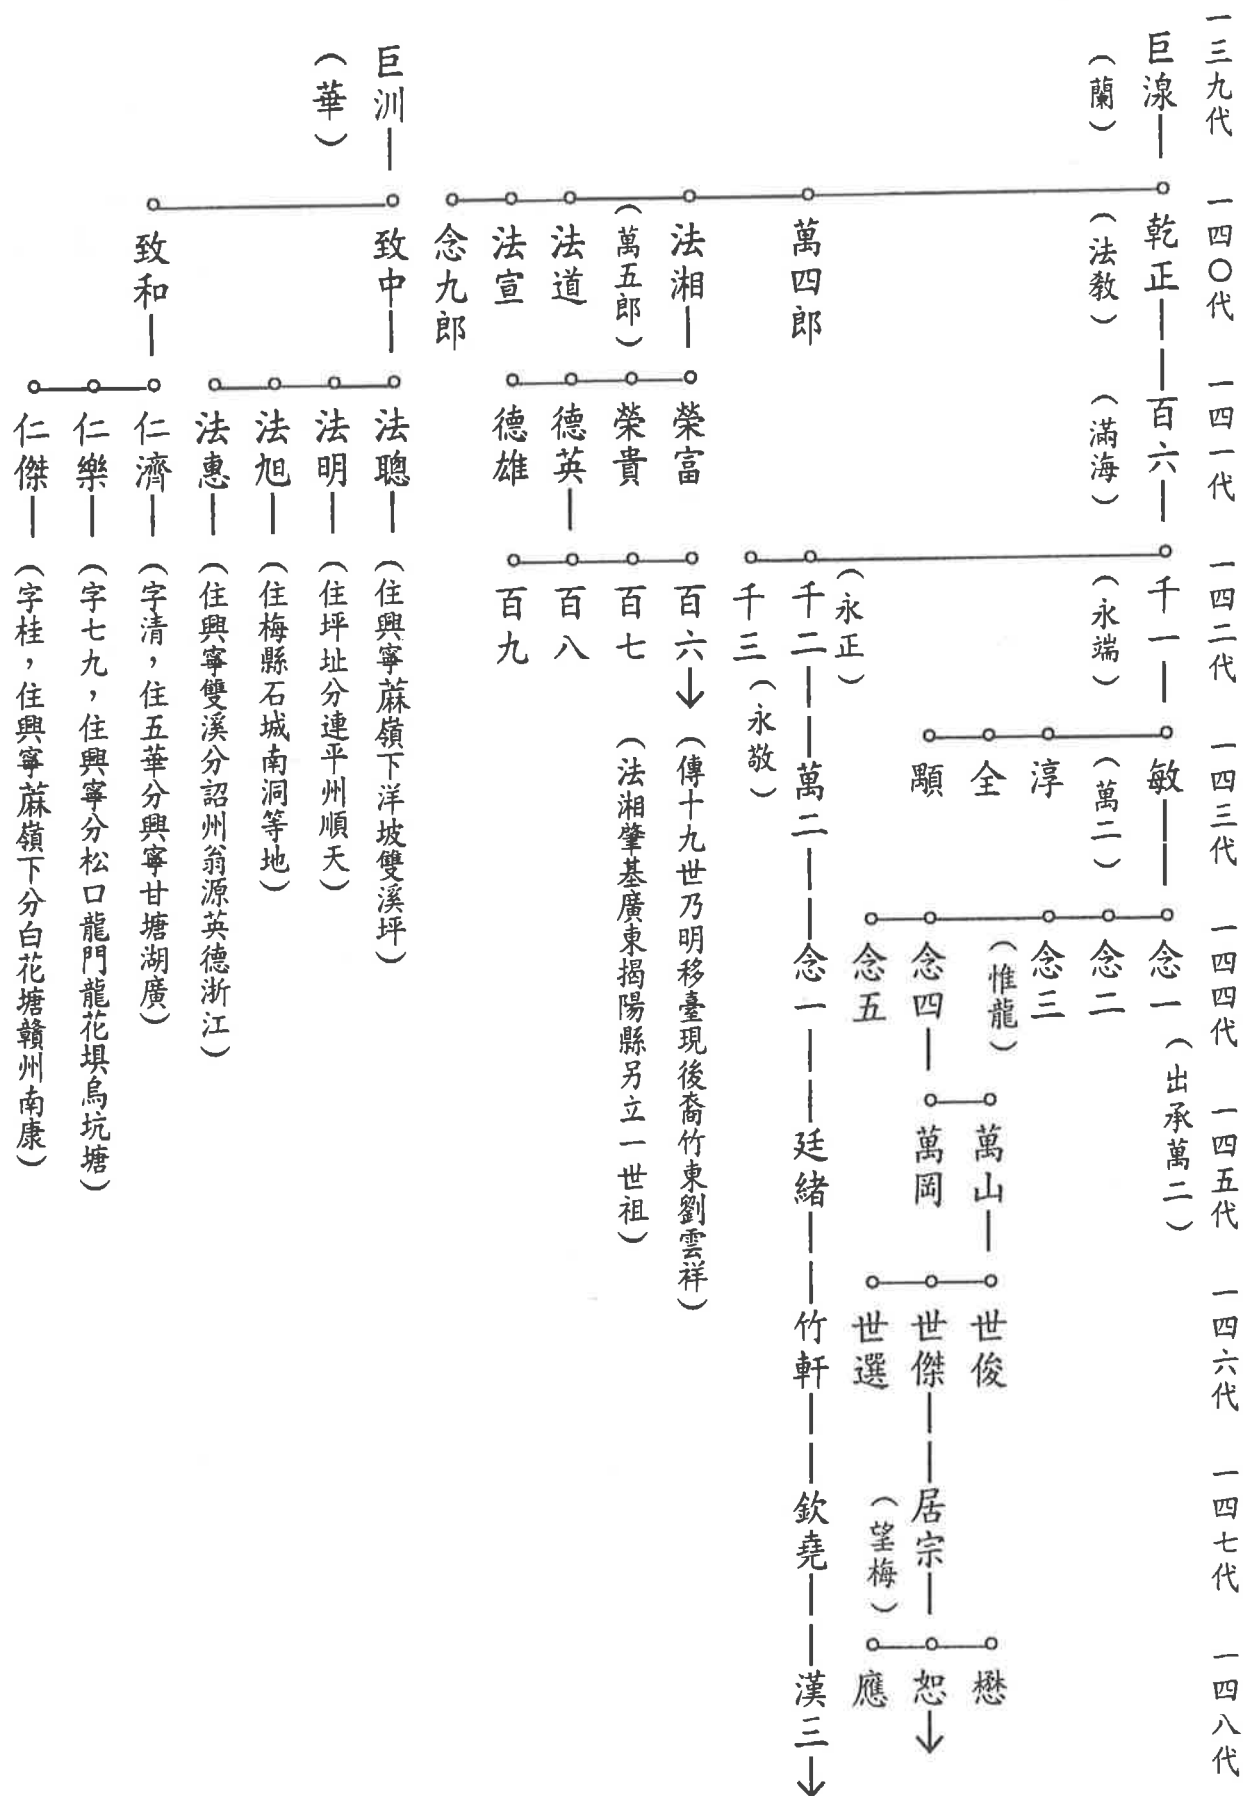 一三九代
一四〇代
一四一代
一四二代
一四三代
一四四代
一四五代
一四六代
一四七代
一四八代
巨湶
（蘭）
乾正
（法教）
百六
（滿海）
千一
（永端）
敏
（萬二）
淳
全
顒
念一
（出承萬二）
念二
念三
（惟龍）
念四
念五
萬山
萬岡
世俊
世傑
世選
居宗
（望梅）
懋
恕
應
萬四郎
（永正）
千二
萬二
念一
廷緒
竹軒
欽堯
漢三
千三
（永敬）
法湘
（萬五郎）
榮富
榮貴
德英
德雄
百六
（傳十九世乃明移臺現後裔竹東劉雲祥）
百七
（法湘肇基廣東揭陽縣另立一世祖）
百八
百九
法道
法宣
念九郎
巨洲
（華）
致中
法聰
（住興寧蔴嶺下洋坡雙溪坪）
法明
（住坪址分連平州順天）
法旭
（住梅縣石城南洞等地）
法惠
（住興寧雙溪分詔州翁源英德浙江）
致和
仁濟
（字清，住五華分興寧甘塘湖廣）
仁樂
（字七九，住興寧分松口龍門龍花塤烏坑塘）
仁傑
（字桂，住興寧蔴嶺下分白花塘贛州南康）